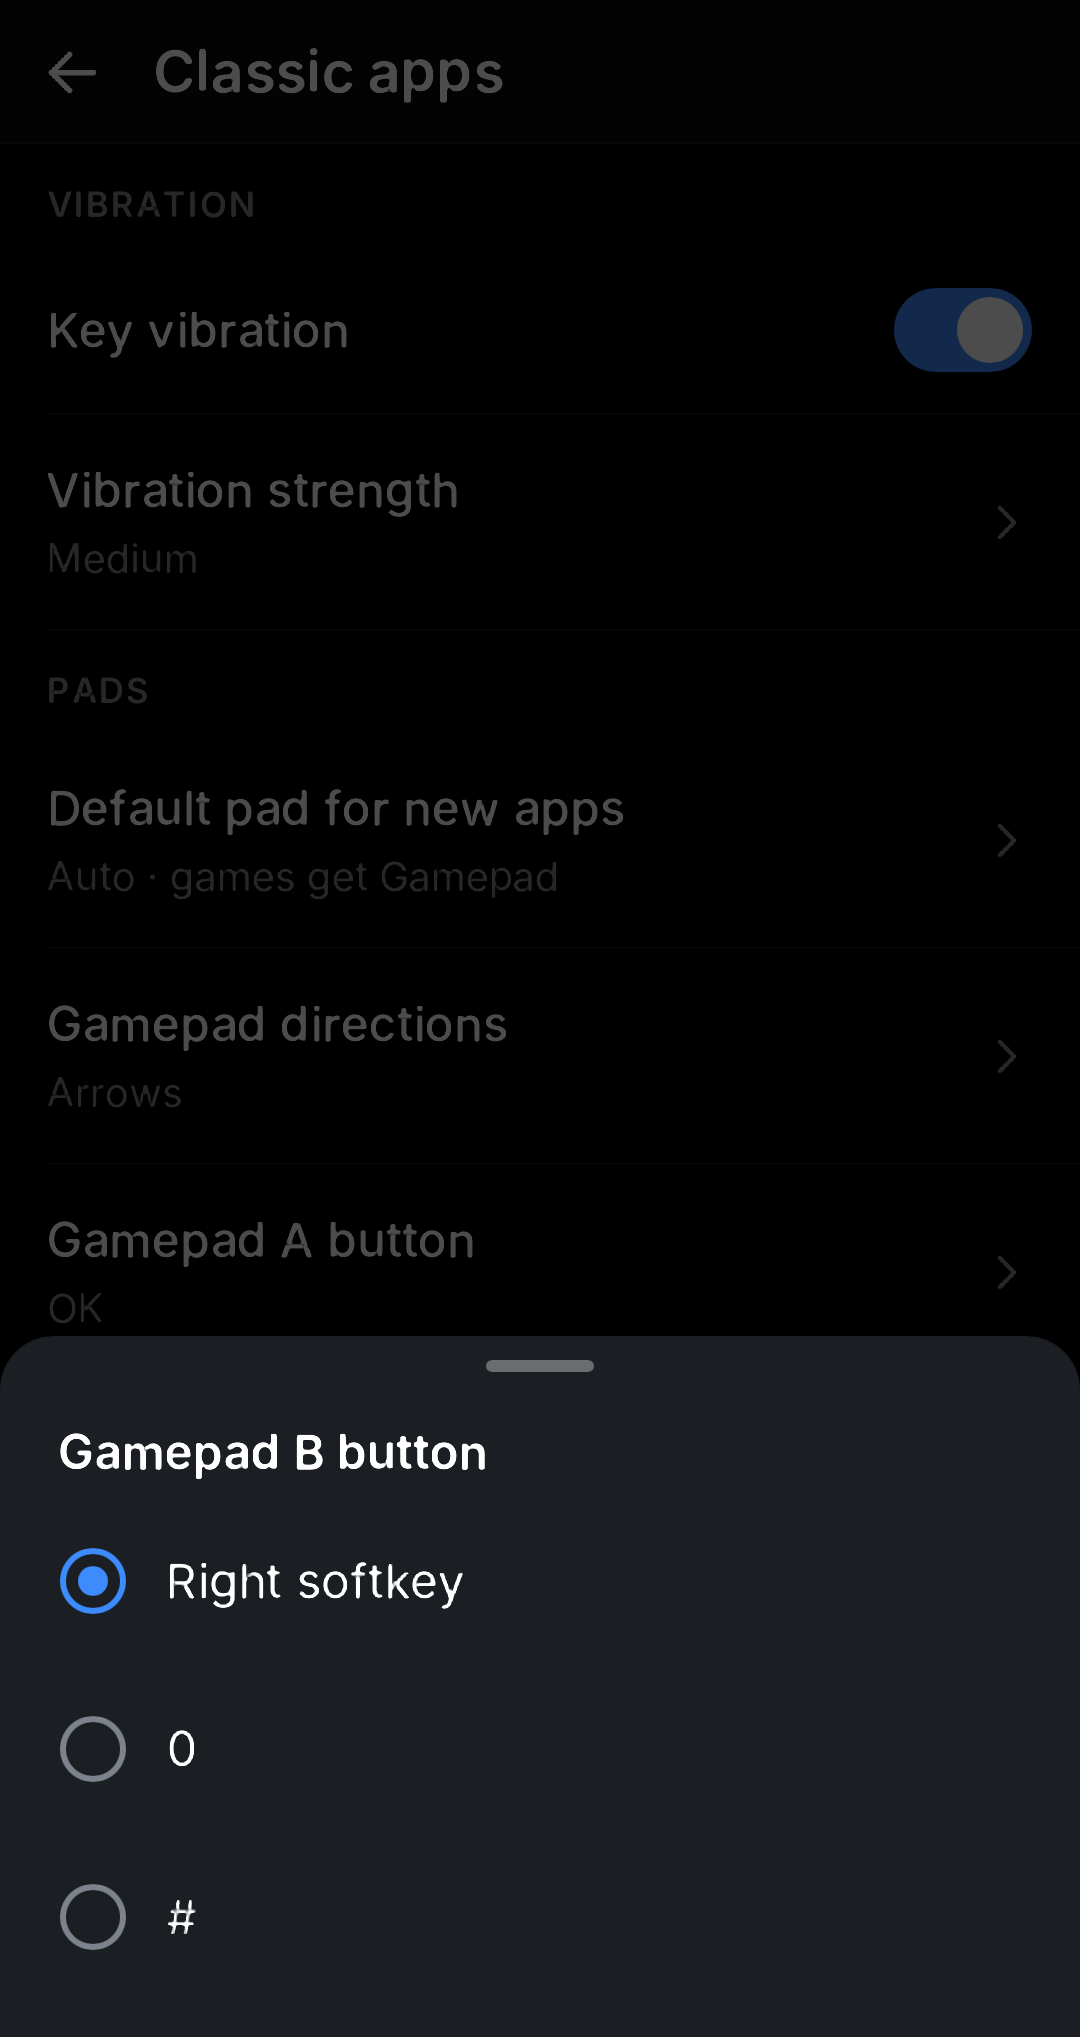 Classic apps
VIBRATION
Key vibration
Vibration strength
Medium
PADS
Default pad for new apps
Auto · games get Gamepad
Gamepad directions
Arrows
Gamepad A button
OK
Gamepad B button
Right softkey
0
#